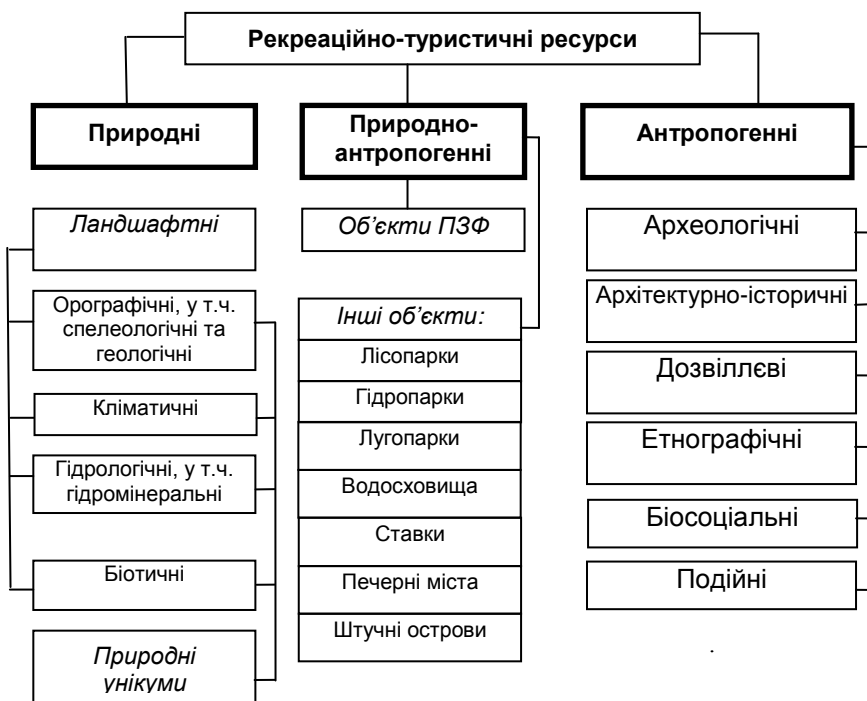 Рекреаційно-туристичні ресурси
Природні
Природно-
антропогенні
Антропогенні
Ландшафтні
Орографічні, у т.ч.
спелеологічні та
геологічні
Кліматичні
Гідрологічні, у т.ч.
гідромінеральні
Біотичні
Природні
унікуми
Об’єкти ПЗФ
Інші об’єкти:
Лісопарки
Гідропарки
Лугопарки
Водосховища
Ставки
Печерні міста
Штучні острови
Археологічні
Архітектурно-історичні
Дозвіллєві
Етнографічні
Біосоціальні
Подійні
.